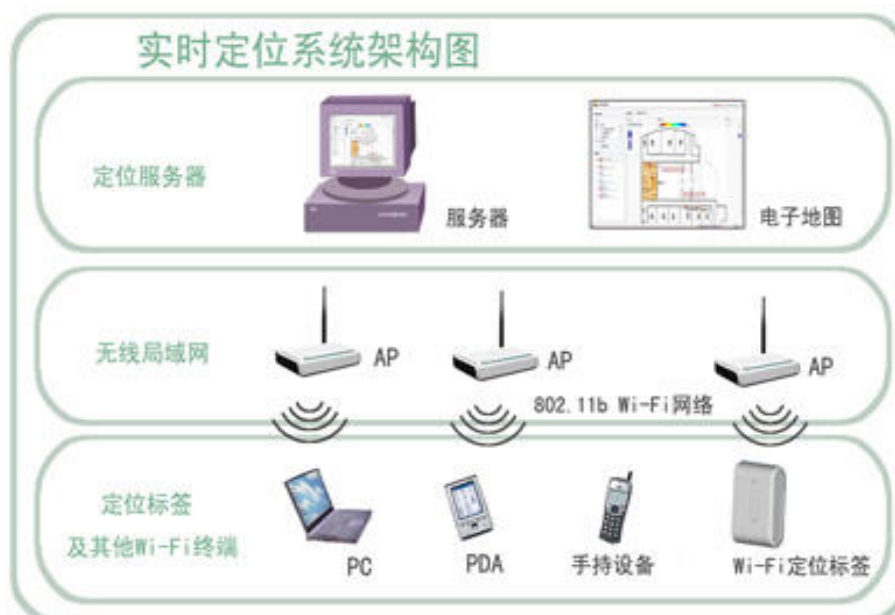 实时定位系统架构图
定位服务器
服务器
电子地图
无线局域网
AP
AP
AP
802.11b Wi-Fi网络
定位标签
及其他Wi-Fi终端
PC
PDA
手持设备
Wi-Fi定位标签